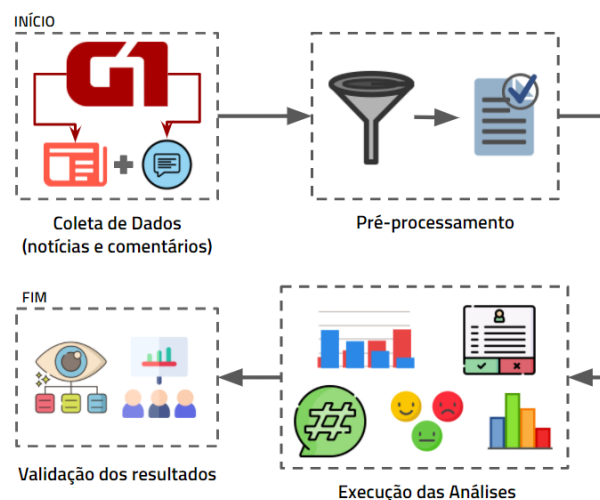 INÍCIO
G1
Coleta de Dados
(notícias e comentários)
Pré-processamento
FIM
#
Validação dos resultados
Execução das Análises